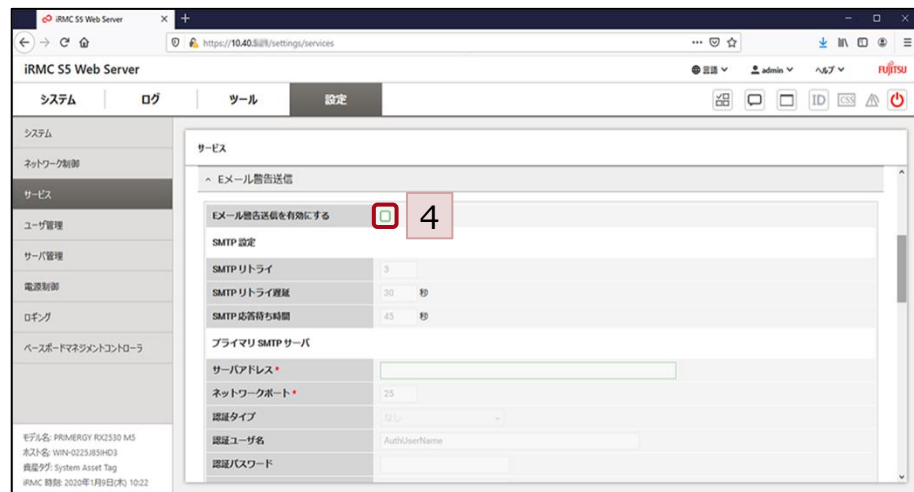 iRMC S5 Web Server
https://10.40./settings/services
iRMC S5 Web Server
言語 admin ヘルプ FUJITSU
システム ログ ツール 設定
ID CSS
システム
ネットワーク制御
サービス
ユーザ管理
サーバ管理
電源制御
ロギング
ベースボードマネジメントコントローラ
モデル名: PRIMERGY RX2530 M5
ホスト名: WIN-0225J85IHD3
資産タグ: System Asset Tag
iRMC 時刻: 2020年1月9日(木) 10:22
サービス
Eメール警告送信
Eメール警告送信を有効にする
4
SMTP 設定
SMTP リトライ 3
SMTP リトライ遅延 30 秒
SMTP 応答待ち時間 45 秒
プライマリ SMTP サーバ
サーバアドレス*
ネットワークポート* 25
認証タイプ なし
認証ユーザ名 AuthUserName
認証パスワード